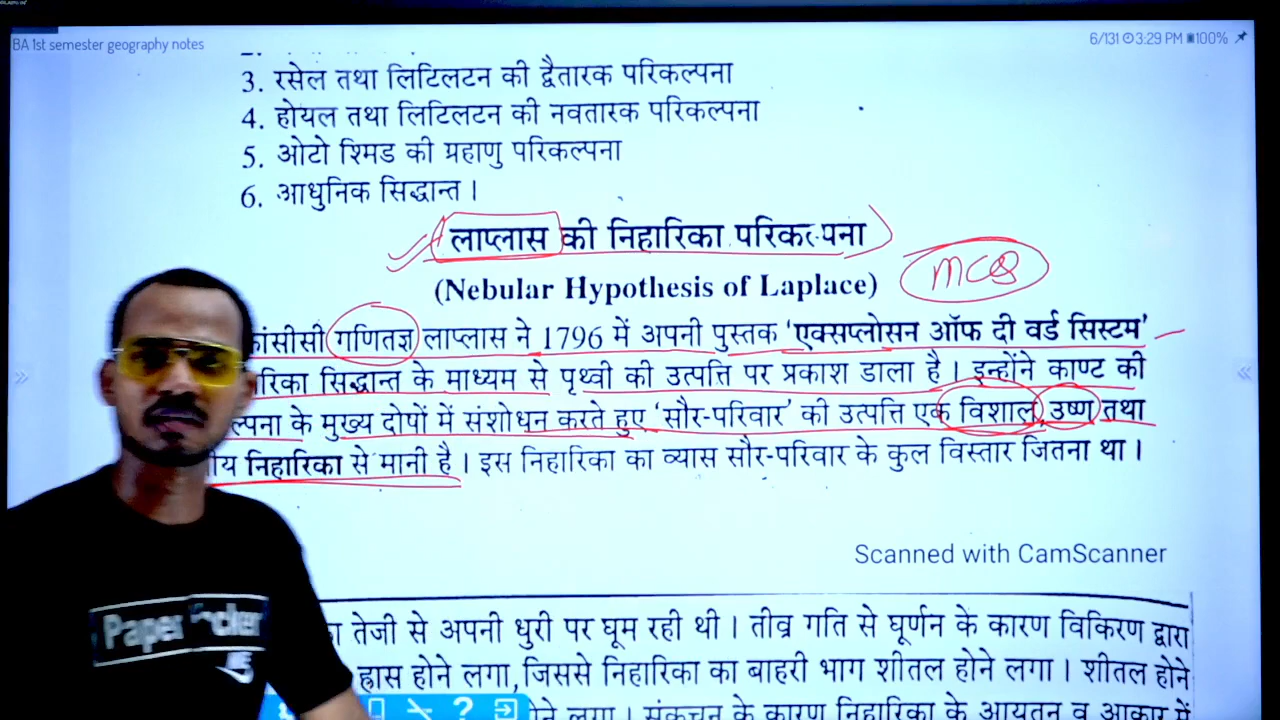 BA 1st semester geography notes
6/131 3:29 PM 100%
3. रसेल तथा लिटिलटन की द्वैतारक परिकल्पना
4. होयल तथा लिटिलटन की नवतारक परिकल्पना
5. ओटो श्मिड की ग्रहाणु परिकल्पना
6. आधुनिक सिद्धान्त ।
लाप्लास की निहारिका परिकल्पना
(Nebular Hypothesis of Laplace)
MCQ
गणितज्ञ लाप्लास ने 1796 में अपनी पुस्तक ‘एक्सप्लोसन ऑफ दी वर्ड सिस्टम’
सिद्धान्त के माध्यम से पृथ्वी की उत्पत्ति पर प्रकाश डाला है । इन्होंने काण्ट की
के मुख्य दोषों में संशोधन करते हुए ‘सौर-परिवार’ की उत्पत्ति एक विशाल, उष्ण तथा
निहारिका से मानी है । इस निहारिका का व्यास सौर-परिवार के कुल विस्तार जितना था ।
Scanned with CamScanner
तेजी से अपनी धुरी पर घूम रही थी । तीव्र गति से घूर्णन के कारण विकिरण द्वारा
ह्रास होने लगा, जिससे निहारिका का बाहरी भाग शीतल होने लगा । शीतल होने
लगा । संकुचन के कारण निहारिका के आयतन व आकार में